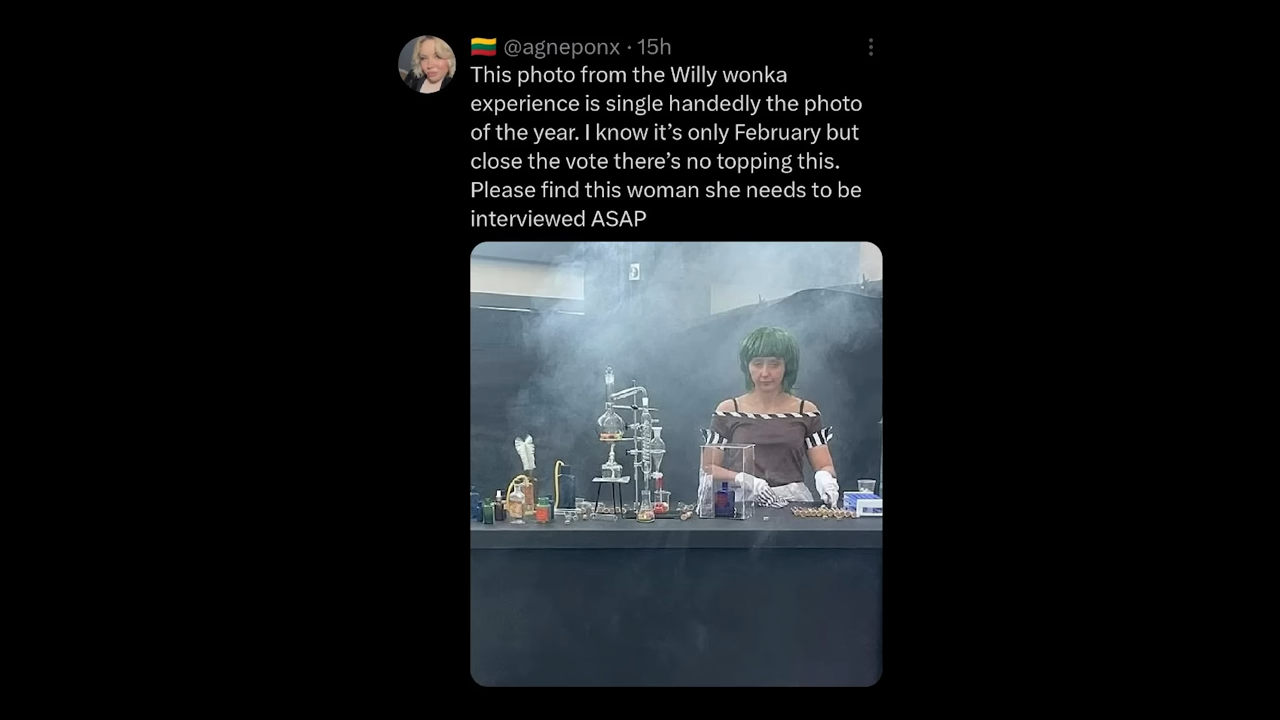 🇱🇹 @agneponx · 15h
This photo from the Willy wonka
experience is single handedly the photo
of the year. I know it’s only February but
close the vote there’s no topping this.
Please find this woman she needs to be
interviewed ASAP